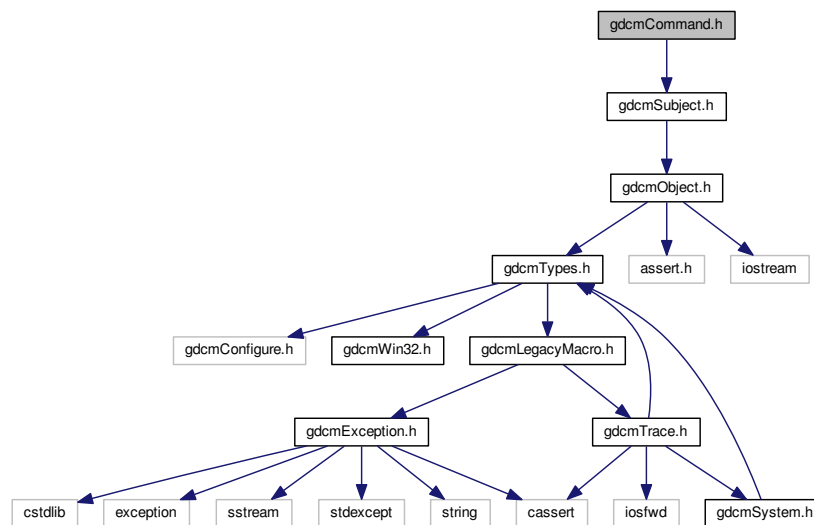 gdcmCommand.h
gdcmSubject.h
gdcmObject.h
gdcmTypes.h
assert.h
iostream
gdcmConfigure.h
gdcmWin32.h
gdcmLegacyMacro.h
gdcmException.h
gdcmTrace.h
cstdlib
exception
sstream
stdexcept
string
cassert
iosfwd
gdcmSystem.h